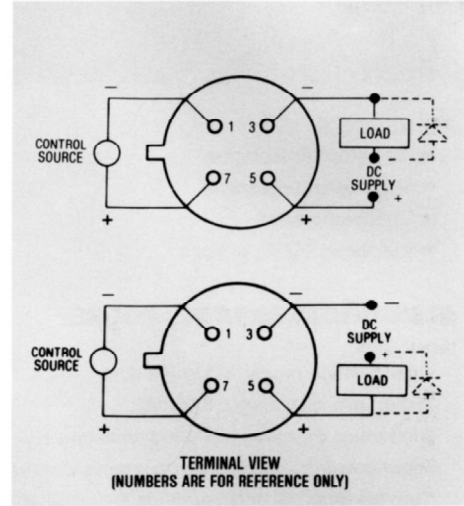 − −
1 3
CONTROL
SOURCE
LOAD
7 5
DC
SUPPLY
+ + +
− −
1 3
DC
SUPPLY
CONTROL
SOURCE
+
7 5
LOAD
+ +
TERMINAL VIEW
(NUMBERS ARE FOR REFERENCE ONLY)